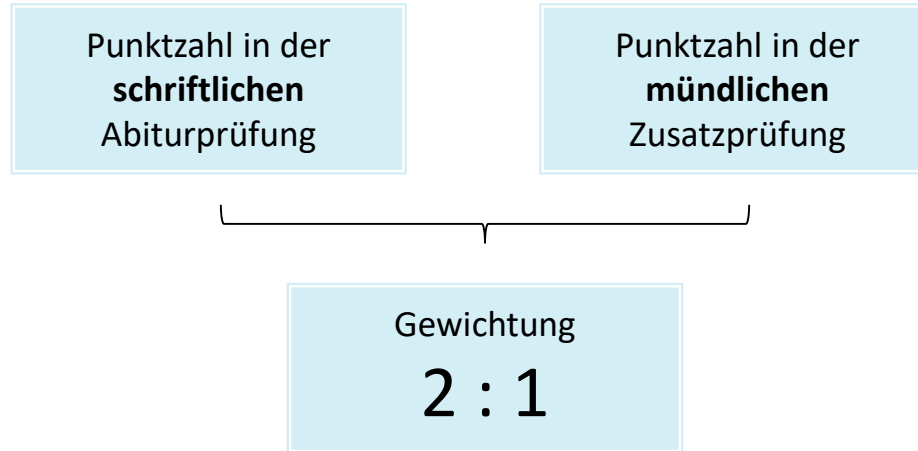 Punktzahl in der
schriftlichen
Abiturprüfung
Punktzahl in der
mündlichen
Zusatzprüfung
Gewichtung
2 : 1